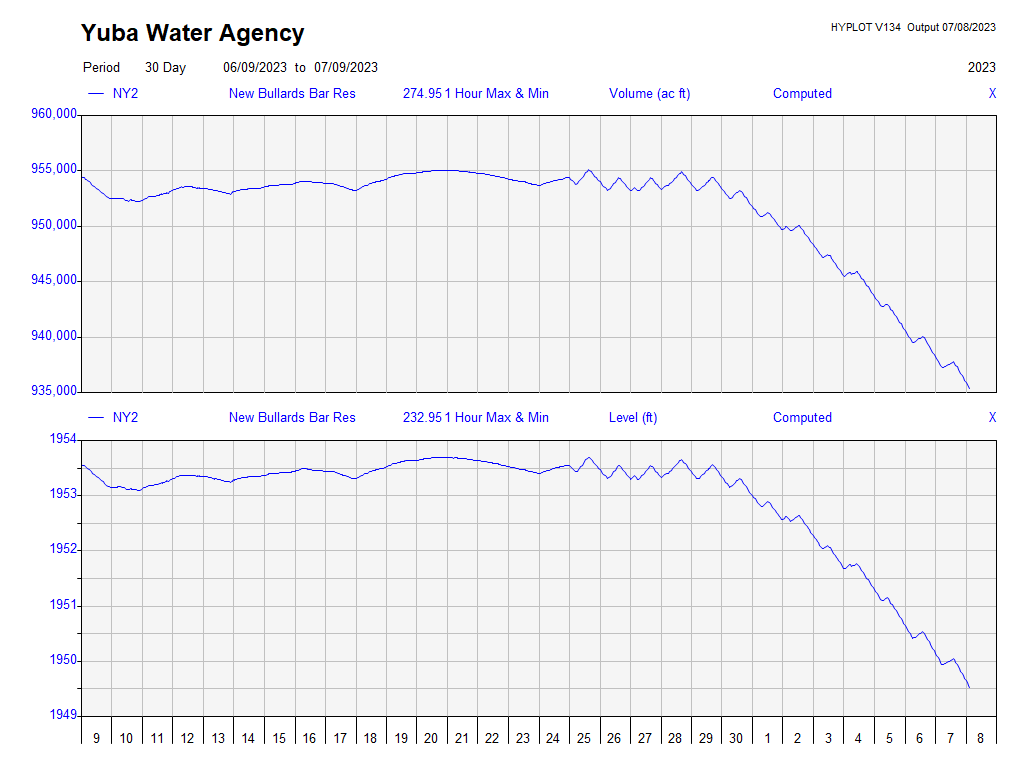 Yuba Water Agency
HYPLOT V134 Output 07/08/2023
Period 30 Day 06/09/2023 to 07/09/2023 2023
NY2 New Bullards Bar Res 274.95 1 Hour Max & Min Volume (ac ft) Computed X
960,000
955,000
950,000
945,000
940,000
935,000
NY2 New Bullards Bar Res 232.95 1 Hour Max & Min Level (ft) Computed X
1954
1953
1952
1951
1950
1949
9 10 11 12 13 14 15 16 17 18 19 20 21 22 23 24 25 26 27 28 29 30 1 2 3 4 5 6 7 8